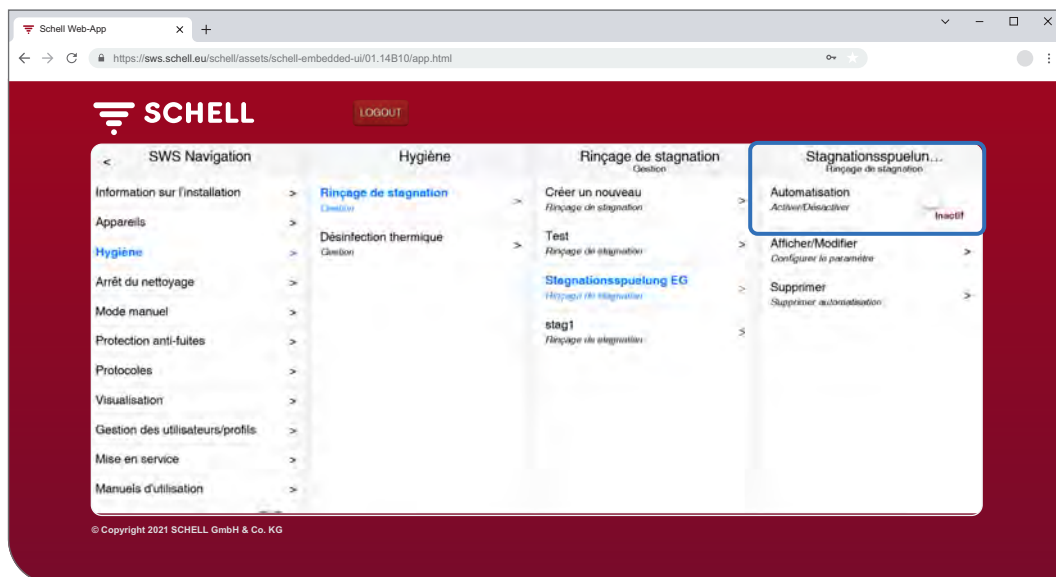 Schell Web-App
https://sws.schell.eu/schell/assets/schell-embedded-ui/01.14B10/app.html
SCHELL
LOGOUT
< SWS Navigation
Information sur l'installation >
Appareils >
Hygiène >
Arrêt du nettoyage >
Mode manuel >
Protection anti-fuites >
Protocoles >
Visualisation >
Gestion des utilisateurs/profils >
Mise en service >
Manuels d'utilisation >
Hygiène
Rinçage de stagnation >
Gestion
Désinfection thermique >
Gestion
Rinçage de stagnation
Gestion
Créer un nouveau >
Rinçage de stagnation
Test >
Rinçage de stagnation
Stagnationsspuelung EG >
Rinçage de stagnation
stag1 >
Rinçage de stagnation
Stagnationsspuelun...
Rinçage de stagnation
Automatisation
Activer/Désactiver
Inactif
Afficher/Modifier >
Configurer le paramètre
Supprimer >
Supprimer automatisation
© Copyright 2021 SCHELL GmbH & Co. KG